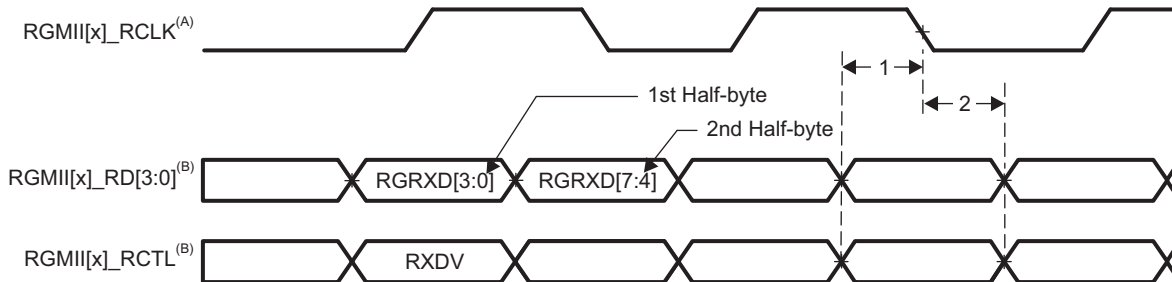 RGMII[x]_RCLK(A)
1
2
1st Half-byte
2nd Half-byte
RGMII[x]_RD[3:0](B)
RGRXD[3:0]
RGRXD[7:4]
RGMII[x]_RCTL(B)
RXDV